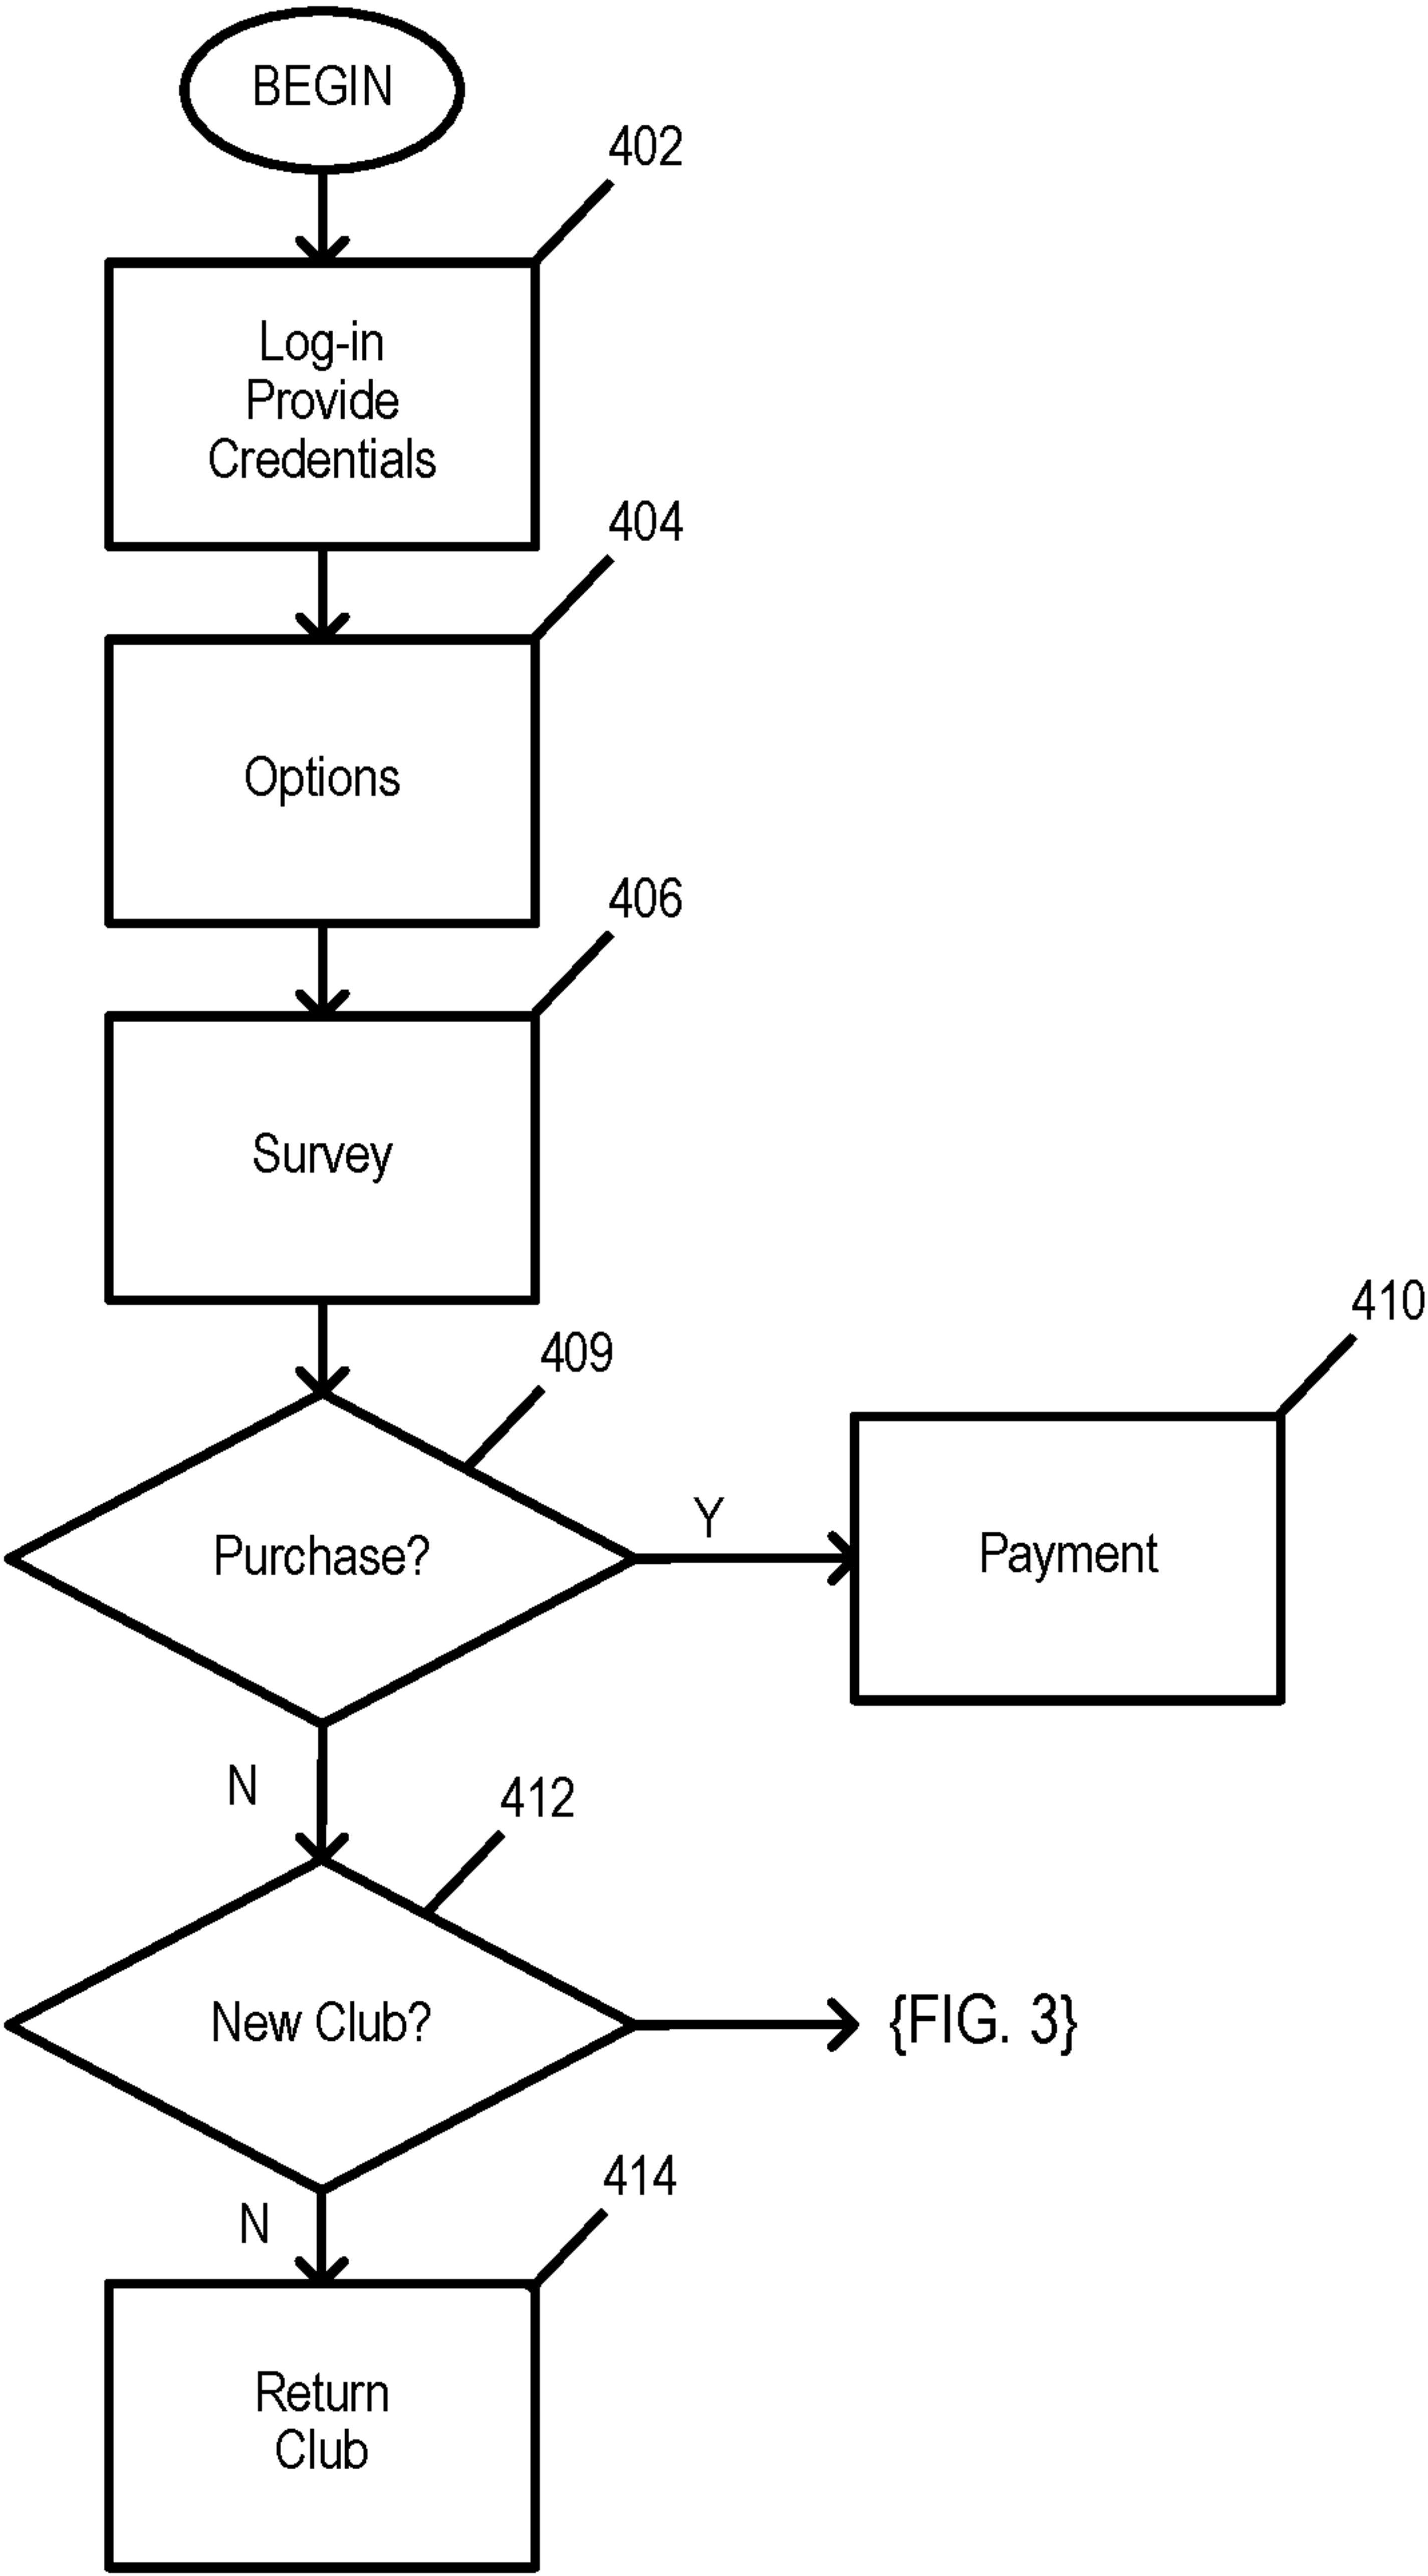 BEGIN
402
Log-in
Provide
Credentials
404
Options
406
Survey
409
Purchase?
Y
410
Payment
N
412
New Club?
{FIG. 3}
N
414
Return
Club